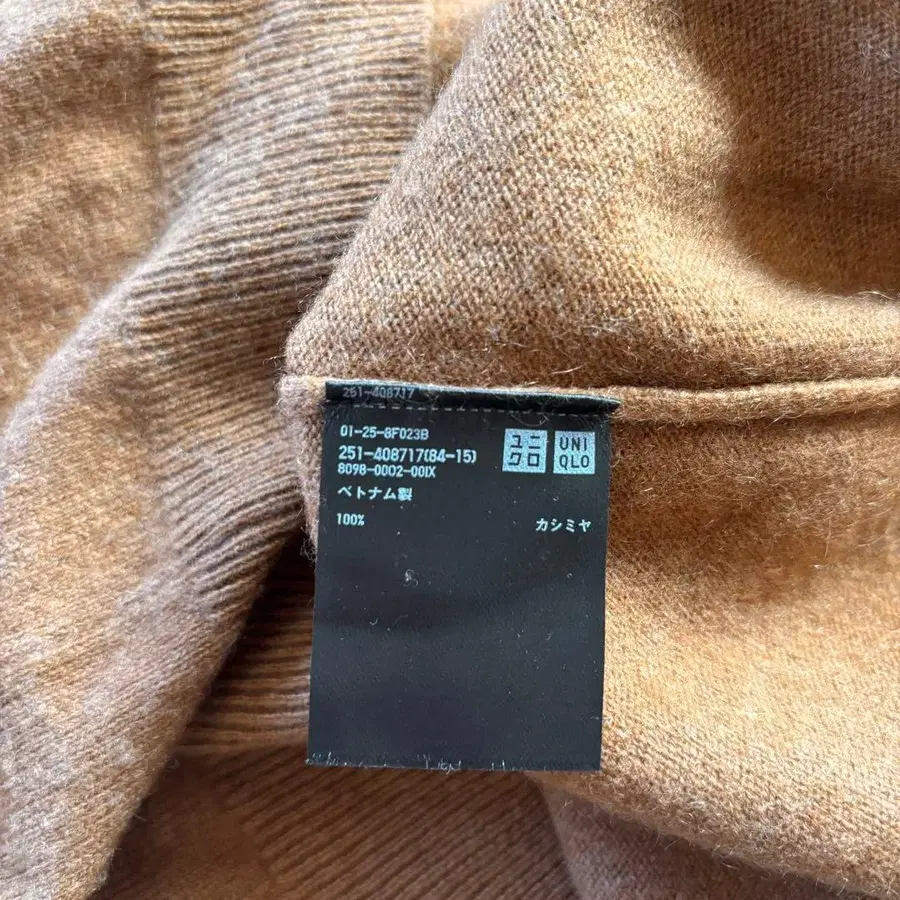 251-408717
01-25-8F023B
251-408717(84-15)
8098-0002-00IX
ベトナム製
100% カシミヤ
ユニ
クロ
UNI
QLO